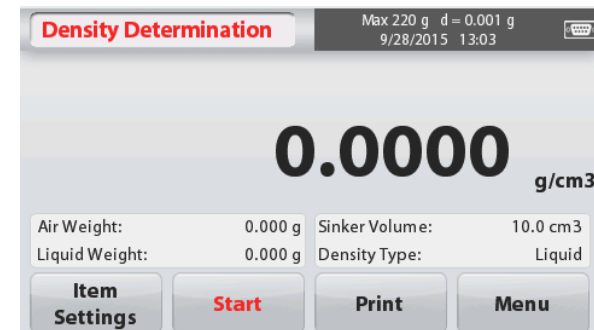 Density Determination
Max 220 g d = 0.001 g
9/28/2015 13:03
0.0000
g/cm3
Air Weight: 0.000 g
Liquid Weight: 0.000 g
Sinker Volume: 10.0 cm3
Density Type: Liquid
Item
Settings
Start
Print
Menu